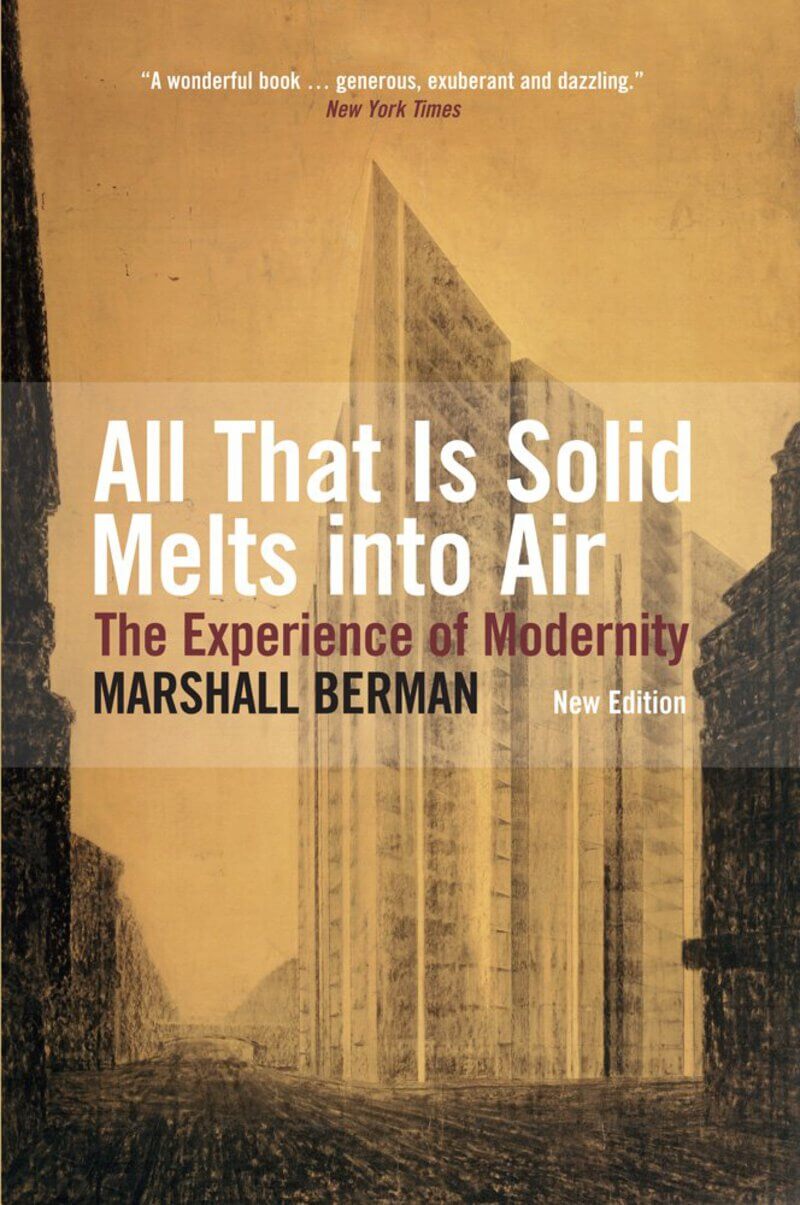 “A wonderful book … generous, exuberant and dazzling.”
New York Times
All That Is Solid
Melts into Air
The Experience of Modernity
MARSHALL BERMAN
New Edition